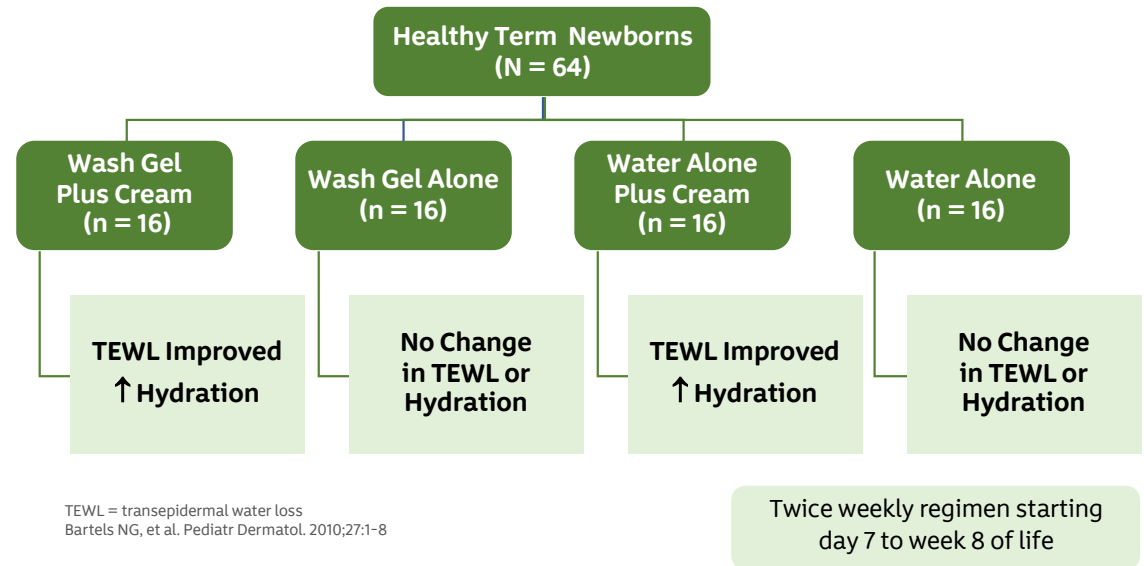 Healthy Term Newborns
(N = 64)
Wash Gel
Plus Cream
(n = 16)
Wash Gel Alone
(n = 16)
Water Alone
Plus Cream
(n = 16)
Water Alone
(n = 16)
TEWL Improved
↑ Hydration
No Change
in TEWL or
Hydration
TEWL Improved
↑ Hydration
No Change
in TEWL or
Hydration
TEWL = transepidermal water loss
Bartels NG, et al. Pediatr Dermatol. 2010;27:1-8
Twice weekly regimen starting
day 7 to week 8 of life